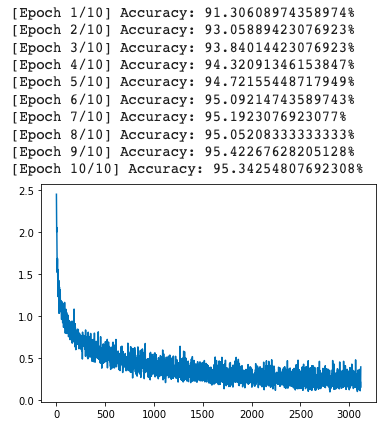 [Epoch 1/10] Accuracy: 91.30608974358974%
[Epoch 2/10] Accuracy: 93.05889423076923%
[Epoch 3/10] Accuracy: 93.84014423076923%
[Epoch 4/10] Accuracy: 94.32091346153847%
[Epoch 5/10] Accuracy: 94.72155448717949%
[Epoch 6/10] Accuracy: 95.09214743589743%
[Epoch 7/10] Accuracy: 95.1923076923077%
[Epoch 8/10] Accuracy: 95.05208333333333%
[Epoch 9/10] Accuracy: 95.42267628205128%
[Epoch 10/10] Accuracy: 95.34254807692308%
2.5
2.0
1.5
1.0
0.5
0.0
0 500 1000 1500 2000 2500 3000